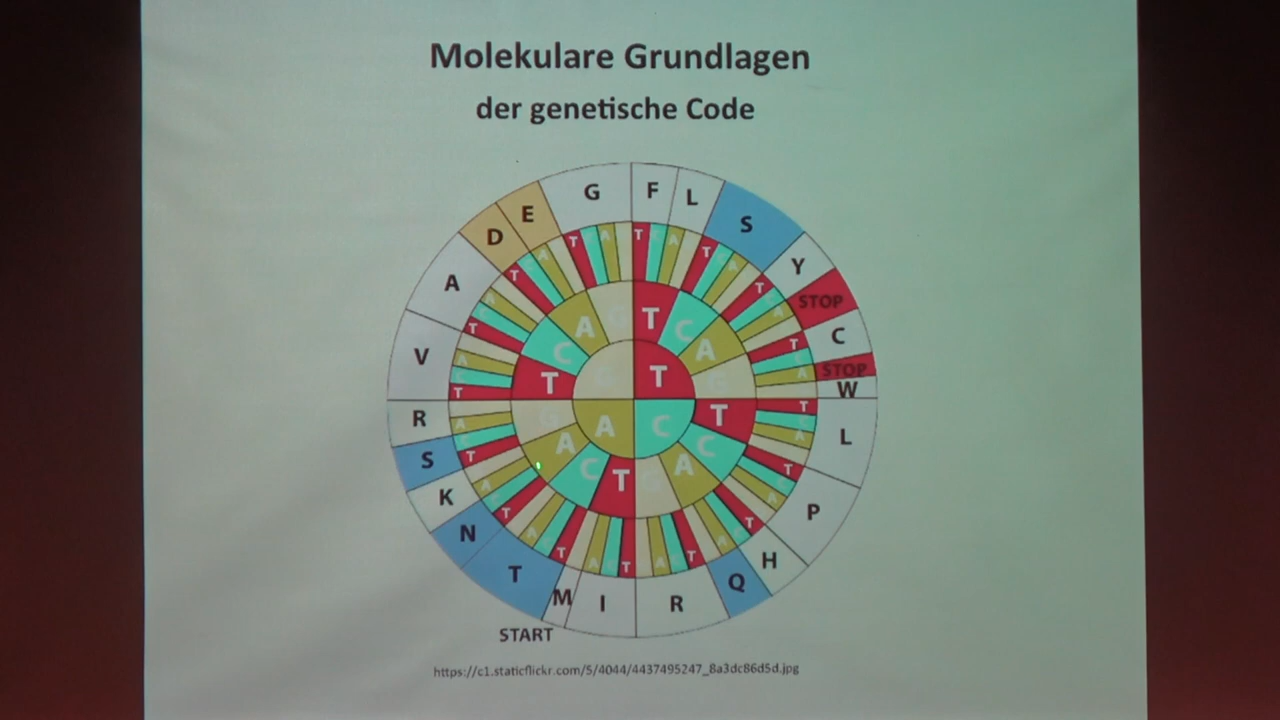 Molekulare Grundlagen
der genetische Code
G F L S
E
D
Y
A
STOP
C
V
STOP
W
T C A G
T C A G
T C A G
T C A G
T C A G
R
L
S
K
P
N
H
T
Q
M
I
R
START
https://c1.staticflickr.com/5/4044/4437495247_8a3dc86d5d.jpg